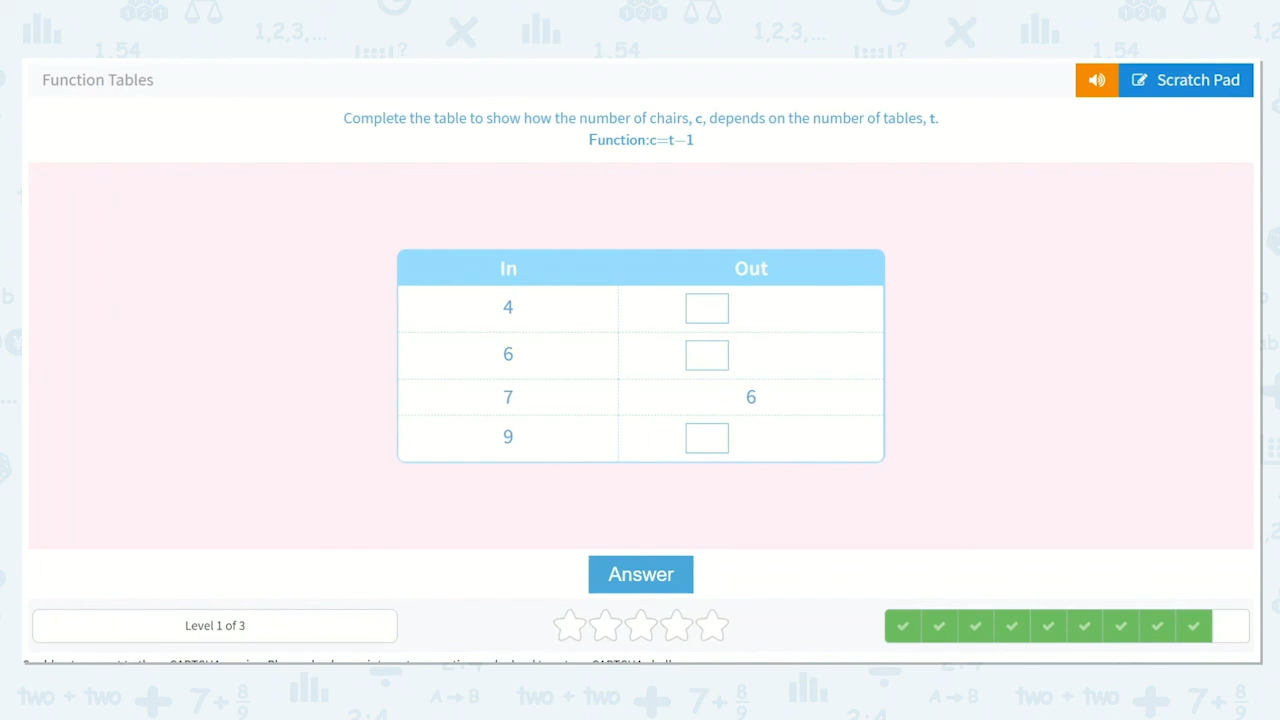 Function Tables
Scratch Pad
Complete the table to show how the number of chairs, c, depends on the number of tables, t.
Function:c=t−1
In Out
4
6
7 6
9
Answer
Level 1 of 3